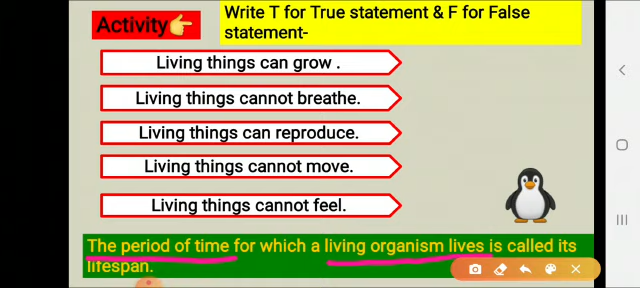 Activity👉
Write T for True statement & F for False
statement-
Living things can grow .
Living things cannot breathe.
Living things can reproduce.
Living things cannot move.
Living things cannot feel.
The period of time for which a living organism lives is called its
lifespan.